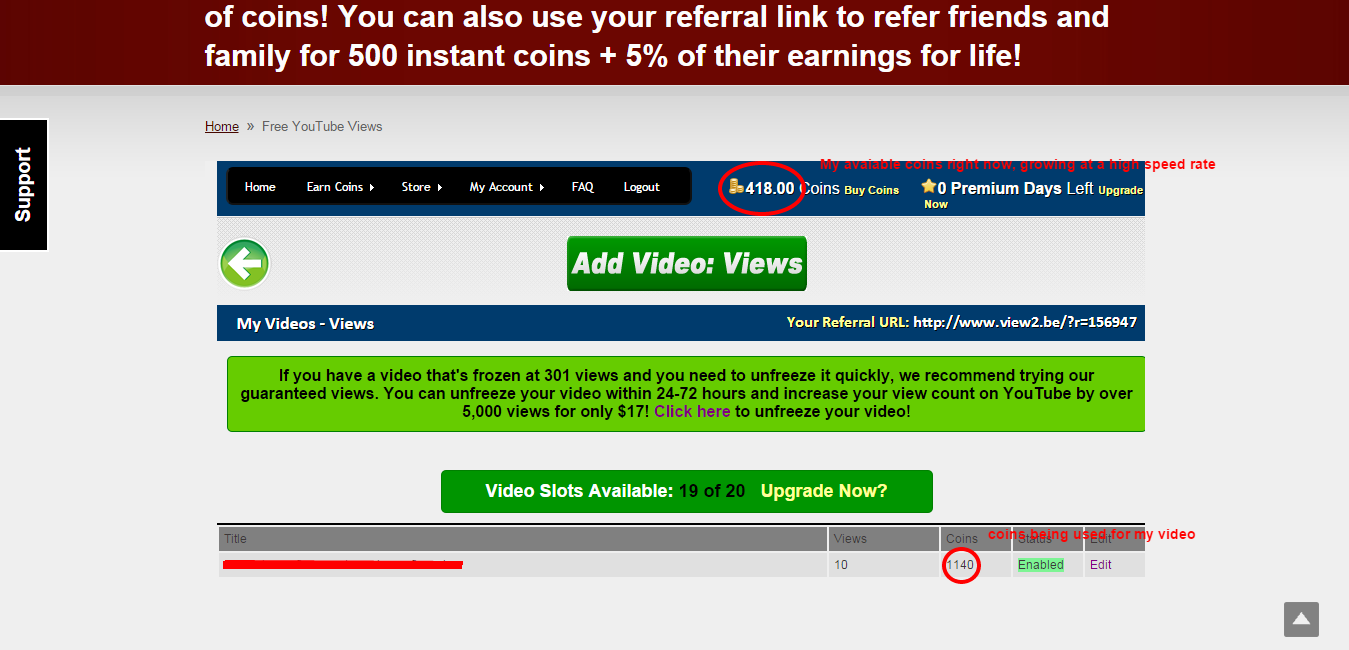 of coins! You can also use your referral link to refer friends and
family for 500 instant coins + 5% of their earnings for life!
Support
Home » Free YouTube Views
My avaiable coins right now, growing at a high speed rate
Home Earn Coins Store My Account FAQ Logout
418.00 Coins Buy Coins
0 Premium Days Left Upgrade
Now
Add Video: Views
My Videos - Views
Your Referral URL: http://www.view2.be/?r=156947
If you have a video that's frozen at 301 views and you need to unfreeze it quickly, we recommend trying our
guaranteed views. You can unfreeze your video within 24-72 hours and increase your view count on YouTube by over
5,000 views for only $17! Click here to unfreeze your video!
Video Slots Available: 19 of 20 Upgrade Now?
coins being used for my video
Title Views Coins Status Edit
10 1140 Enabled Edit